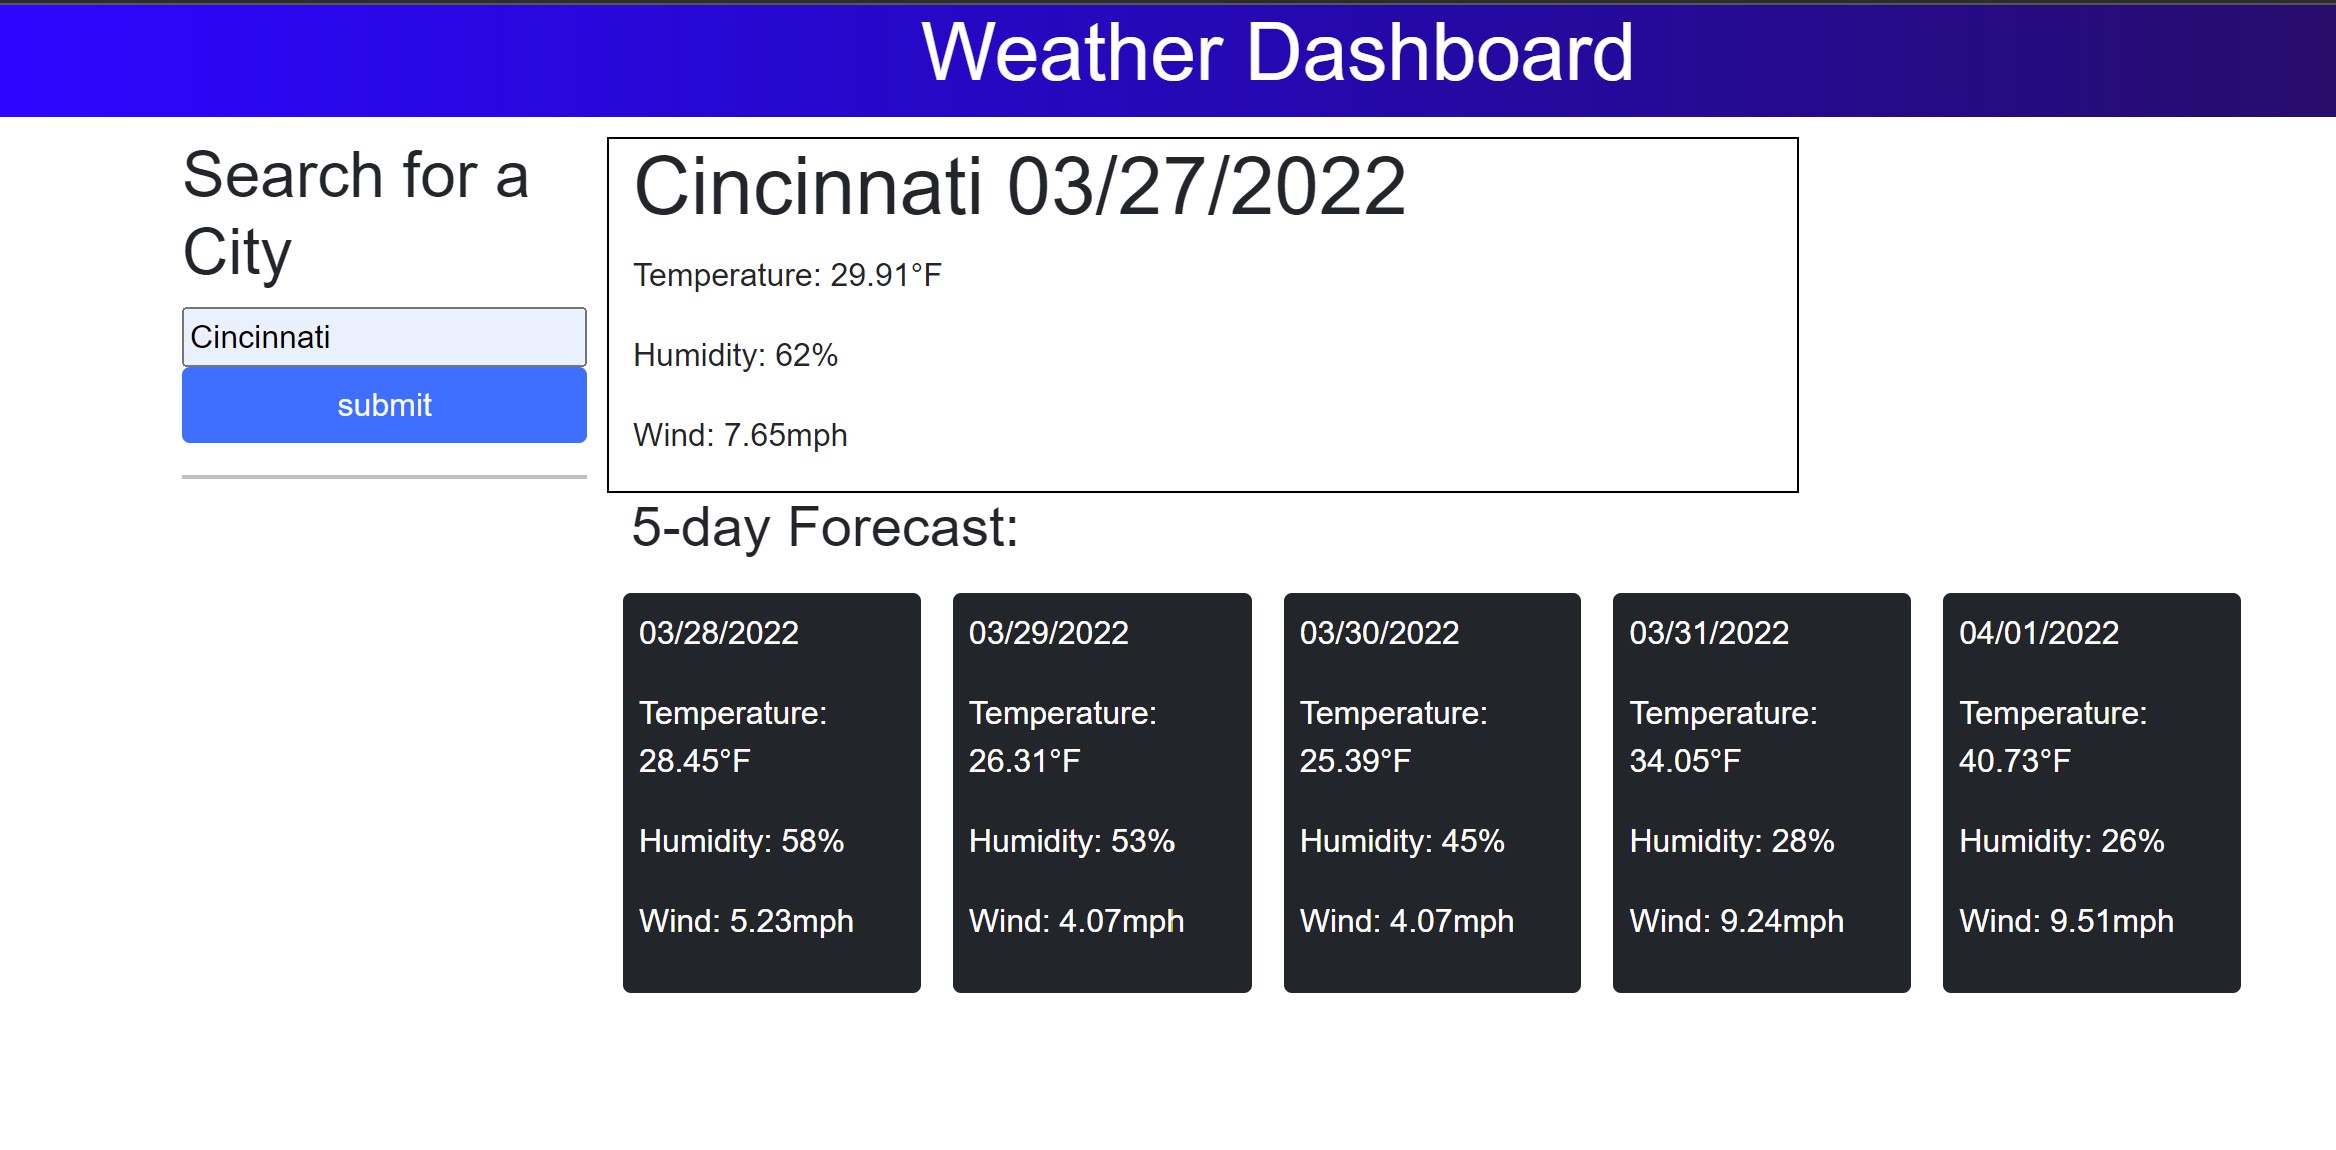 Weather Dashboard
Search for a
City
Cincinnati
submit
Cincinnati 03/27/2022
Temperature: 29.91°F
Humidity: 62%
Wind: 7.65mph
5-day Forecast:
03/28/2022
Temperature:
28.45°F
Humidity: 58%
Wind: 5.23mph
03/29/2022
Temperature:
26.31°F
Humidity: 53%
Wind: 4.07mph
03/30/2022
Temperature:
25.39°F
Humidity: 45%
Wind: 4.07mph
03/31/2022
Temperature:
34.05°F
Humidity: 28%
Wind: 9.24mph
04/01/2022
Temperature:
40.73°F
Humidity: 26%
Wind: 9.51mph